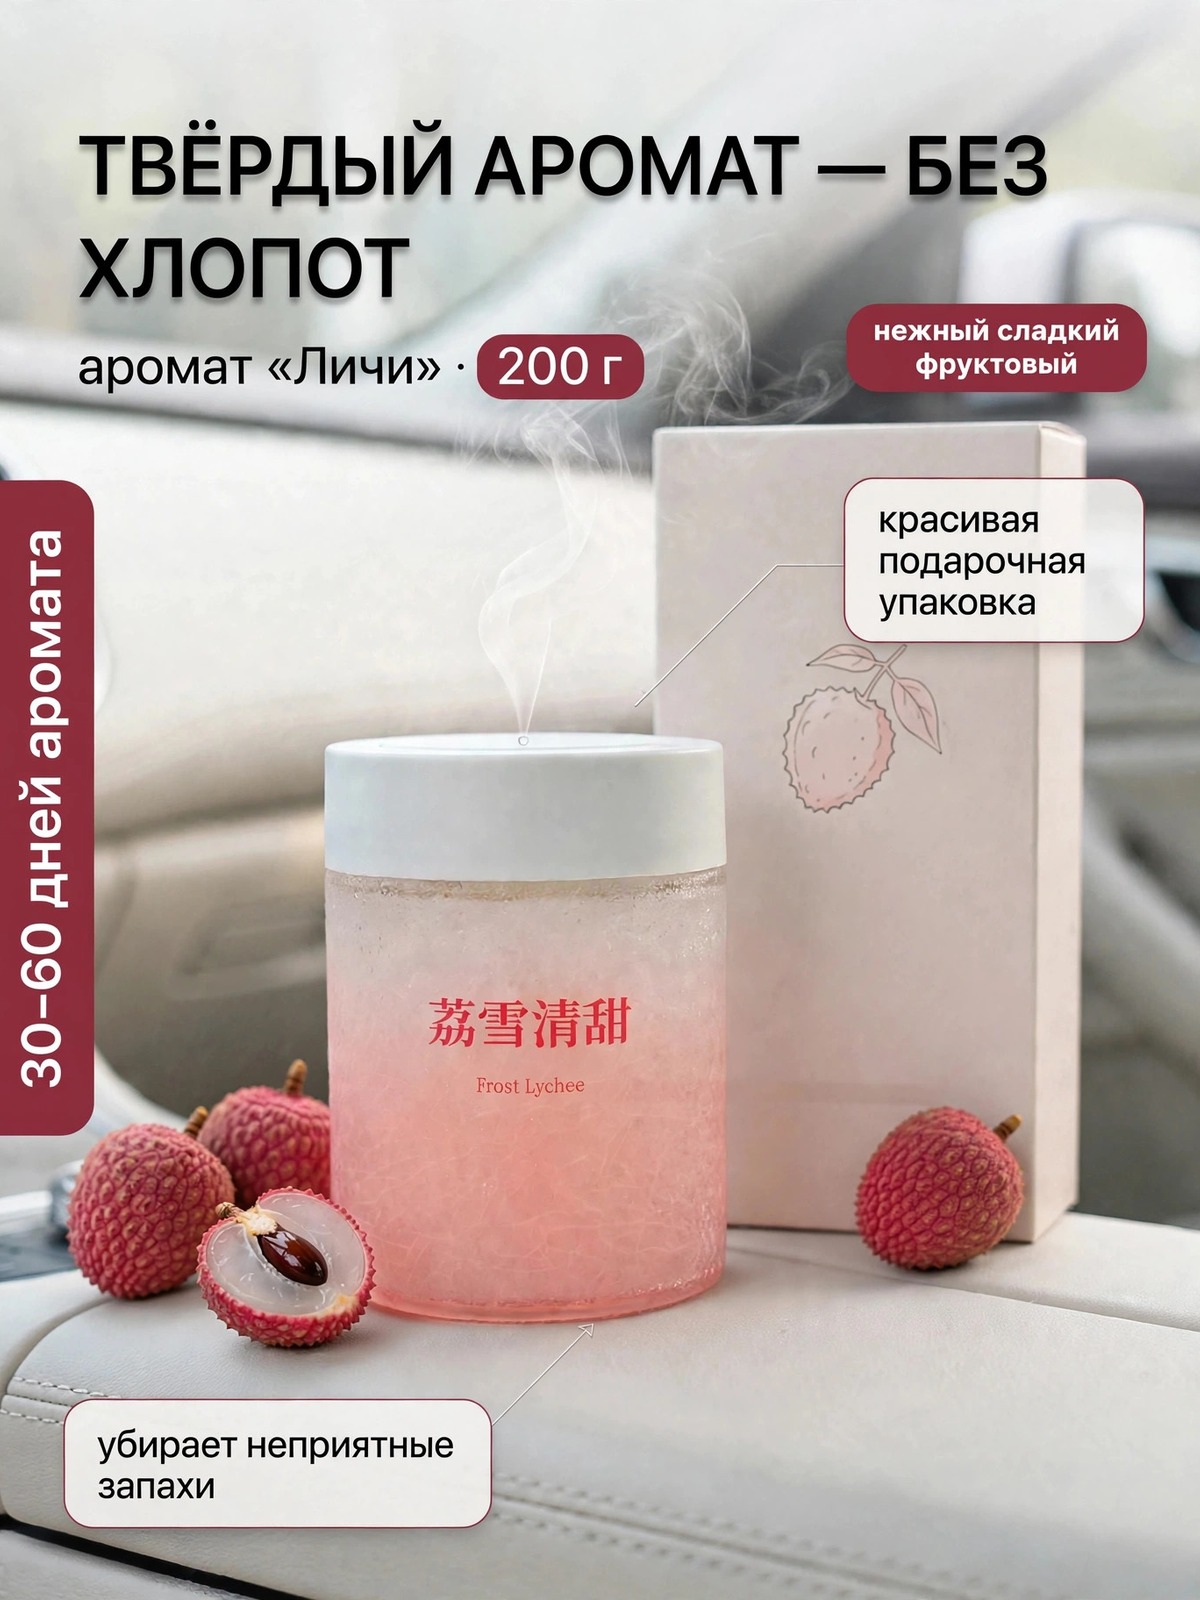 ТВЁРДЫЙ АРОМАТ — БЕЗ
ХЛОПОТ
аромат «Личи» · 200 г
нежный сладкий
фруктовый
красивая
подарочная
упаковка
30–60 дней аромата
荔雪清甜
Frost Lychee
убирает неприятные
запахи